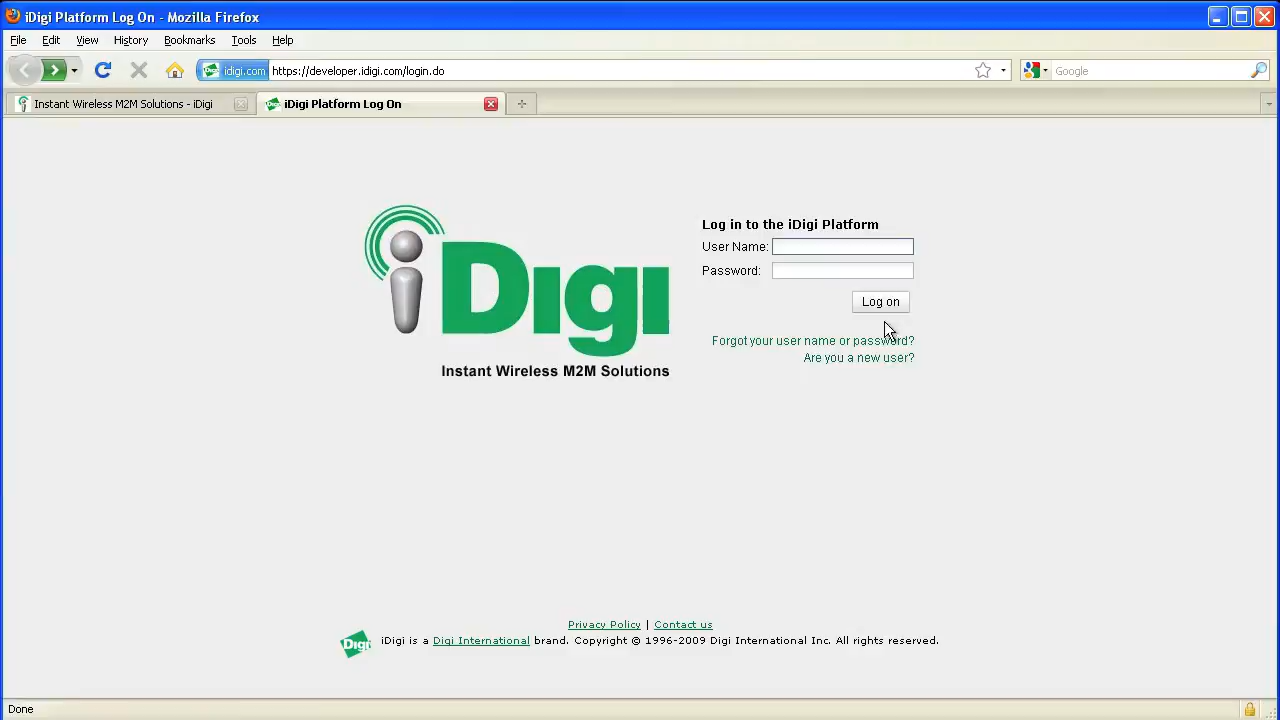 iDigi Platform Log On - Mozilla Firefox
File Edit View History Bookmarks Tools Help
idigi.com https://developer.idigi.com/login.do Google
Instant Wireless M2M Solutions - iDigi iDigi Platform Log On
iDigi
Instant Wireless M2M Solutions
Log in to the iDigi Platform
User Name:
Password:
Log on
Forgot your user name or password?
Are you a new user?
Privacy Policy | Contact us
Digi iDigi is a Digi International brand. Copyright © 1996-2009 Digi International Inc. All rights reserved.
Done